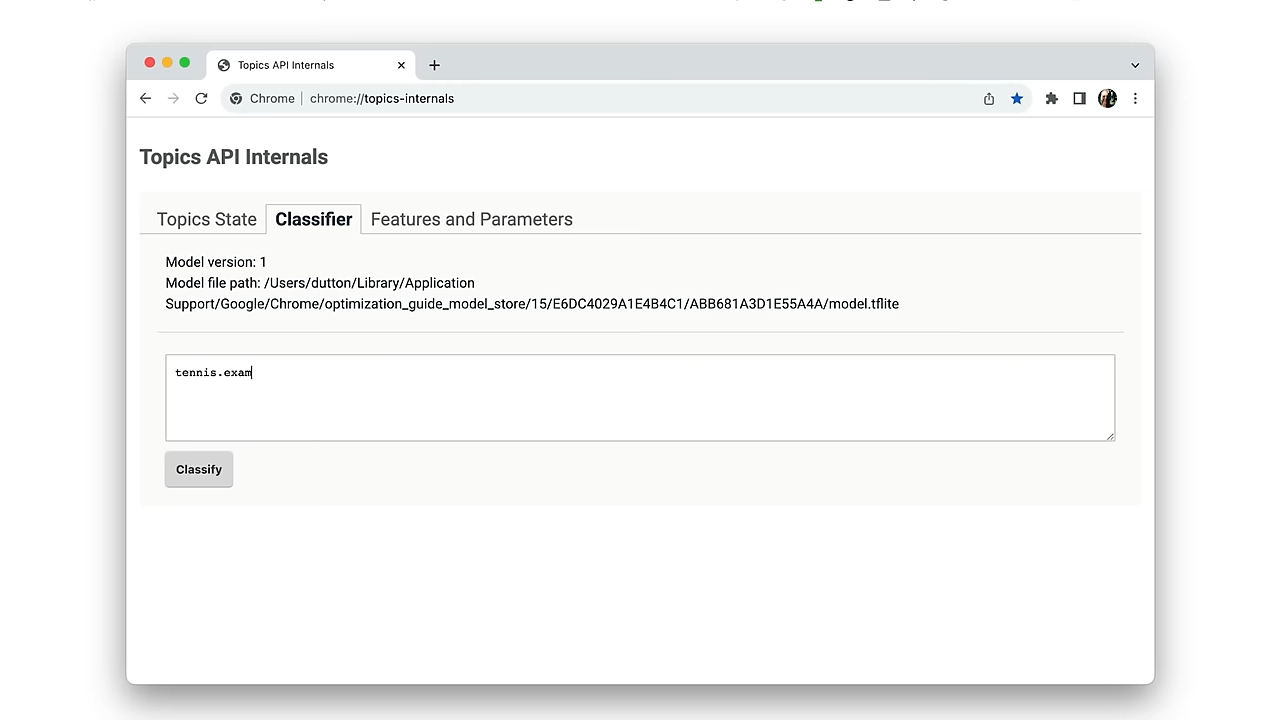 Topics API Internals
Chrome | chrome://topics-internals
Topics API Internals
Topics State Classifier Features and Parameters
Model version: 1
Model file path: /Users/dutton/Library/Application
Support/Google/Chrome/optimization_guide_model_store/15/E6DC4029A1E4B4C1/ABB681A3D1E55A4A/model.tflite
tennis.exam
Classify